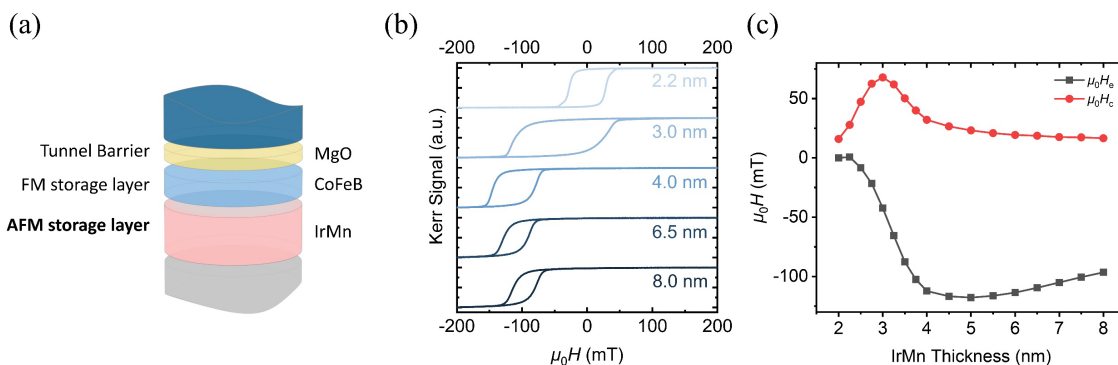 (a)
Tunnel Barrier
MgO
FM storage layer
CoFeB
AFM storage layer
IrMn
(b)
-200 -100 0 100 200
Kerr Signal (a.u.)
2.2 nm
3.0 nm
4.0 nm
6.5 nm
8.0 nm
-200 -100 0 100 200
μ₀H (mT)
(c)
μ₀Hₑ
μ₀H꜀
50
0
-50
-100
μ₀H (mT)
2 3 4 5 6 7 8
IrMn Thickness (nm)